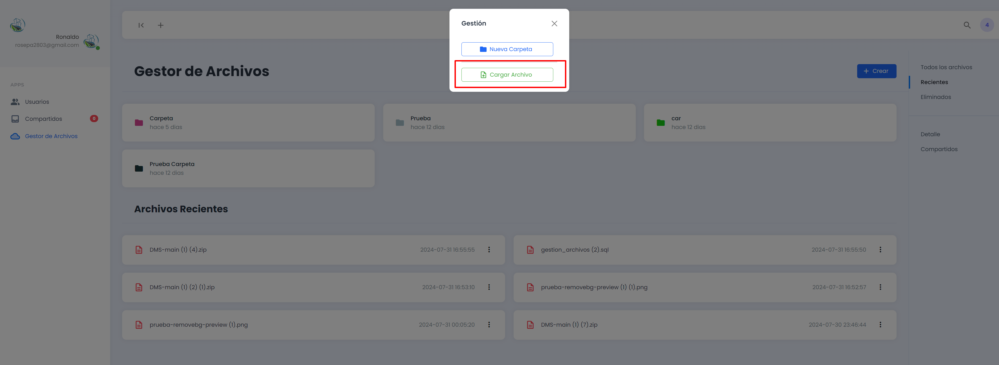 Ronaldo
rosepa2803@gmail.com
APPS
Usuarios
Compartidos 0
Gestor de Archivos
4
Gestión
Nueva Carpeta
Cargar Archivo
Gestor de Archivos
Crear
Carpeta
hace 5 dias
Prueba
hace 12 dias
car
hace 12 dias
Prueba Carpeta
hace 12 dias
Archivos Recientes
DMS-main (1) (4).zip 2024-07-31 16:55:55
gestion_archivos (2).sql 2024-07-31 16:55:50
DMS-main (1) (2) (1).zip 2024-07-31 16:53:10
prueba-removebg-preview (1) (1).png 2024-07-31 16:52:57
prueba-removebg-preview (1).png 2024-07-31 00:05:20
DMS-main (1) (7).zip 2024-07-30 23:46:44
Todos los archivos
Recientes
Eliminados
Detalle
Compartidos